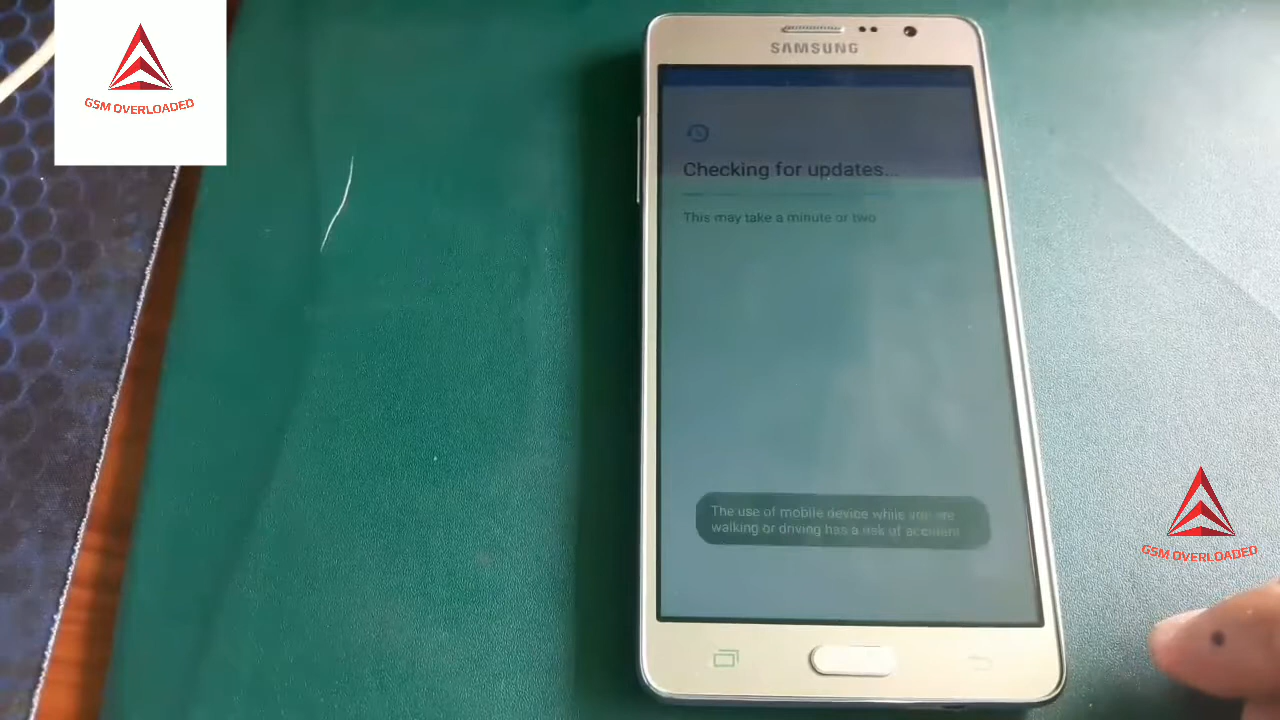 GSM OVERLOADED
SAMSUNG
Checking for updates...
This may take a minute or two
The use of mobile device while you are
walking or driving has a risk of accident
GSM OVERLOADED